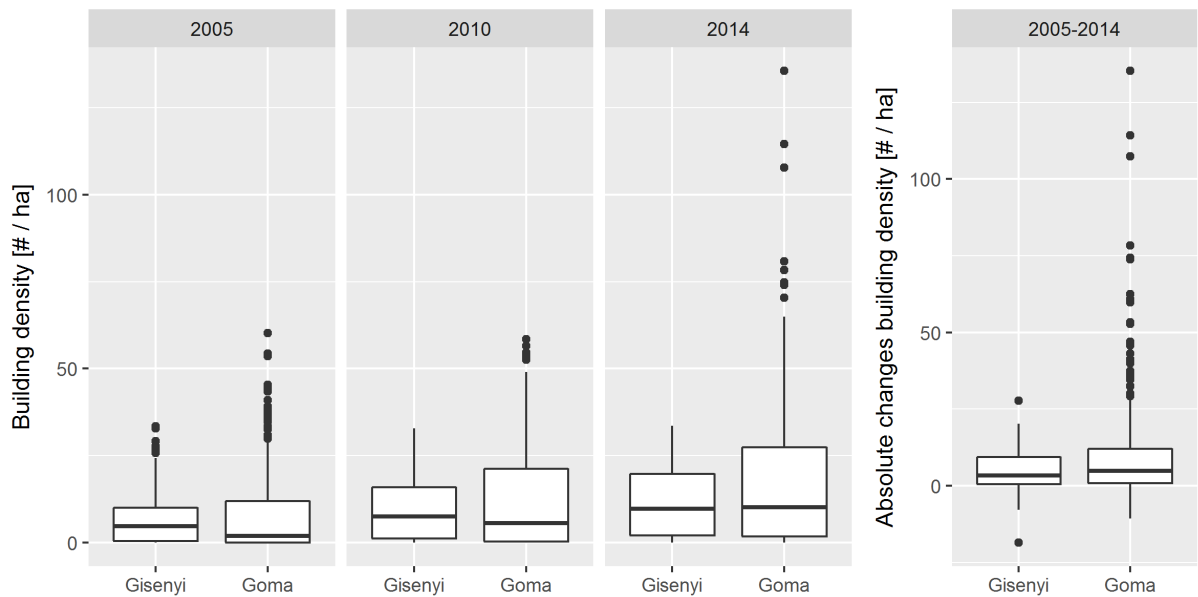 2005
2010
2014
2005-2014
Building density [# / ha]
100
50
0
Absolute changes building density [# / ha]
100
50
0
Gisenyi
Goma
Gisenyi
Goma
Gisenyi
Goma
Gisenyi
Goma